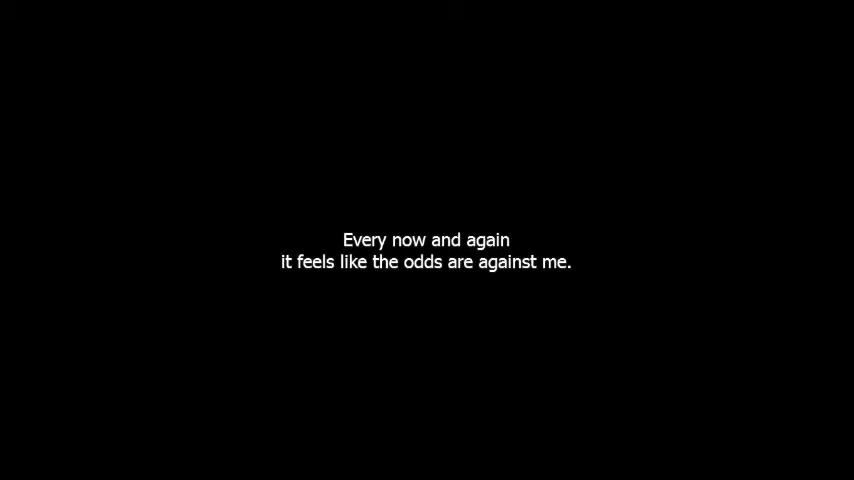 Every now and again
it feels like the odds are against me.